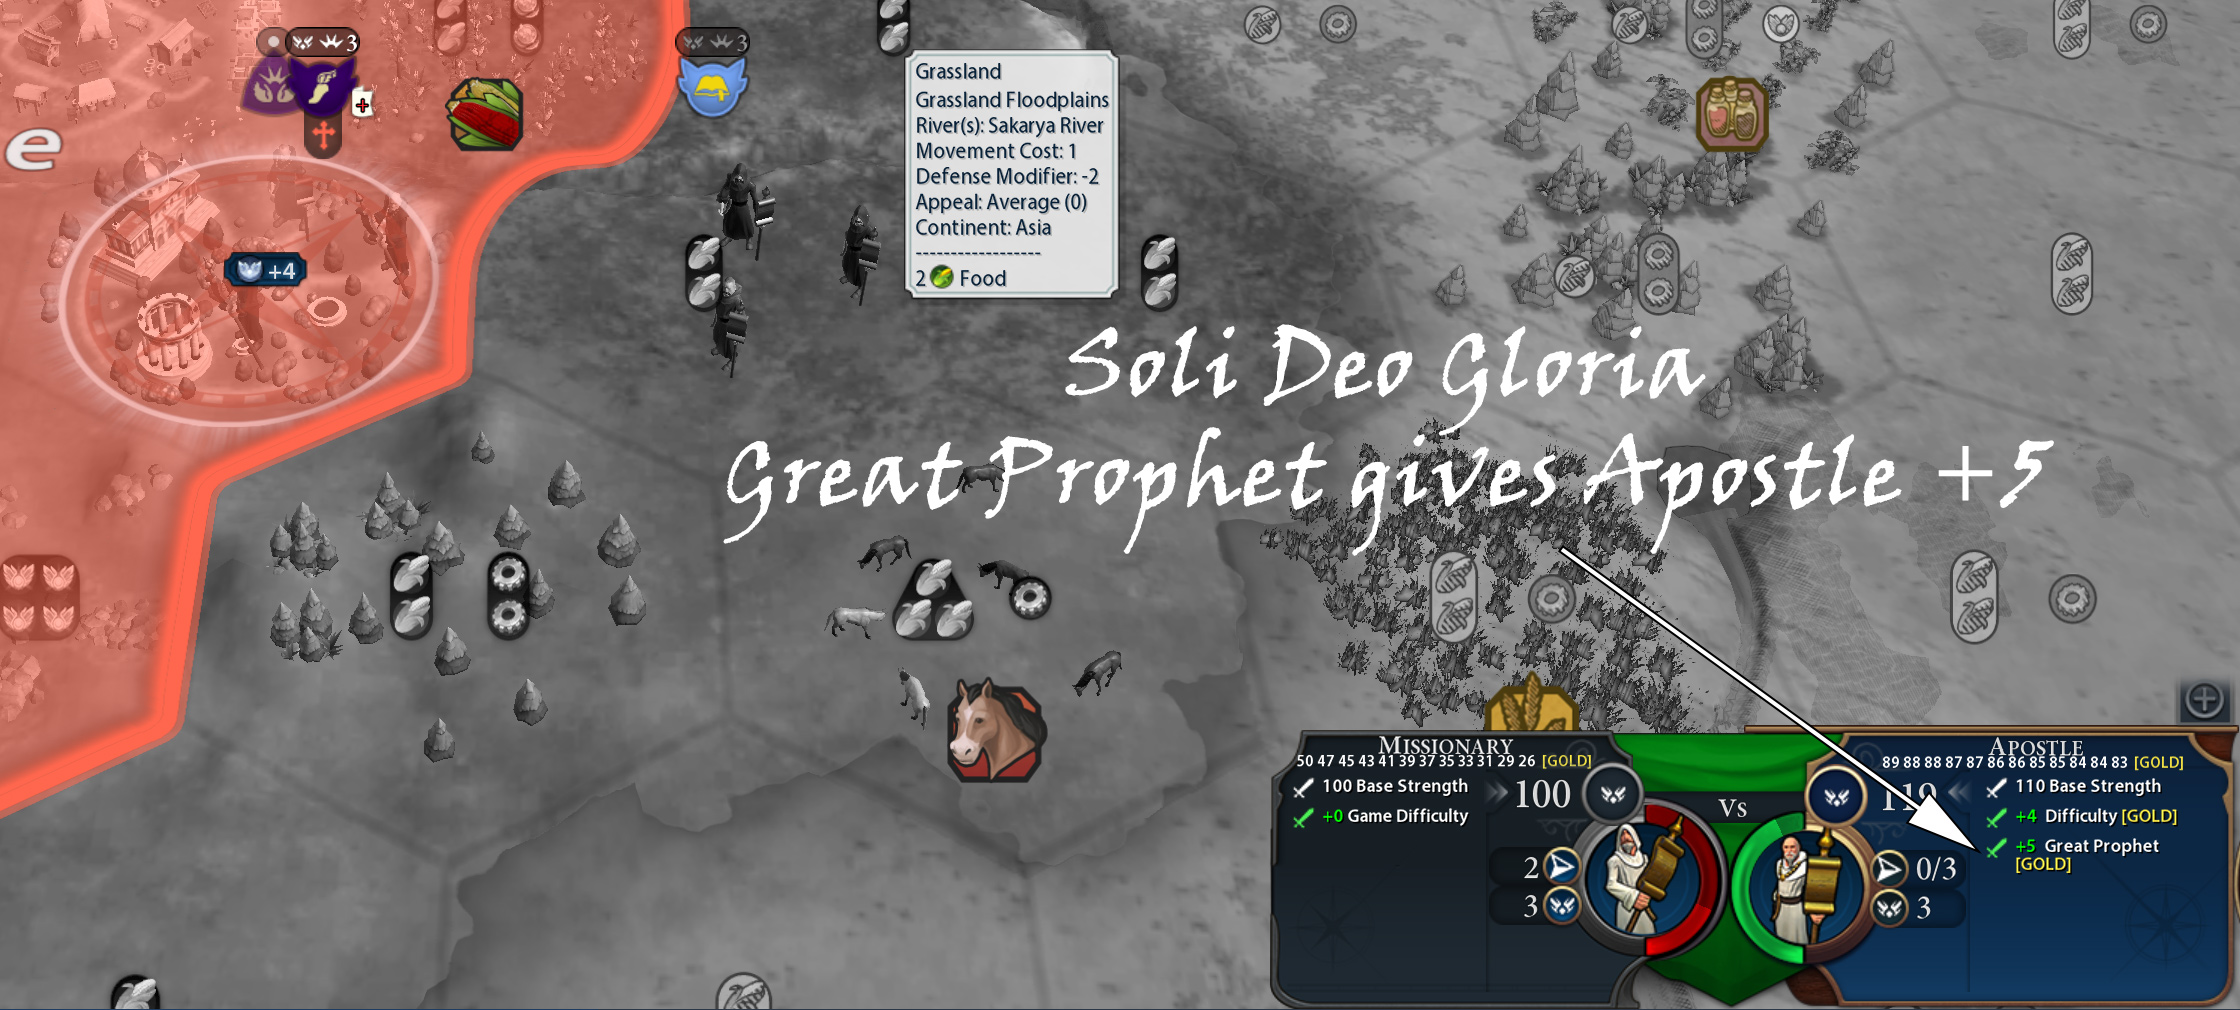 3
3
e
+4
Grassland
Grassland Floodplains
River(s): Sakarya River
Movement Cost: 1
Defense Modifier: -2
Appeal: Average (0)
Continent: Asia
-------------------
2 Food
Soli Deo Gloria
Great Prophet gives Apostle +5
MISSIONARY
50 47 45 43 41 39 37 35 33 31 29 26 [GOLD]
100 Base Strength
+0 Game Difficulty
100
2
3
Vs
APOSTLE
89 88 88 87 87 86 86 85 85 84 84 83 [GOLD]
119
110 Base Strength
+4 Difficulty [GOLD]
+5 Great Prophet
[GOLD]
0/3
3